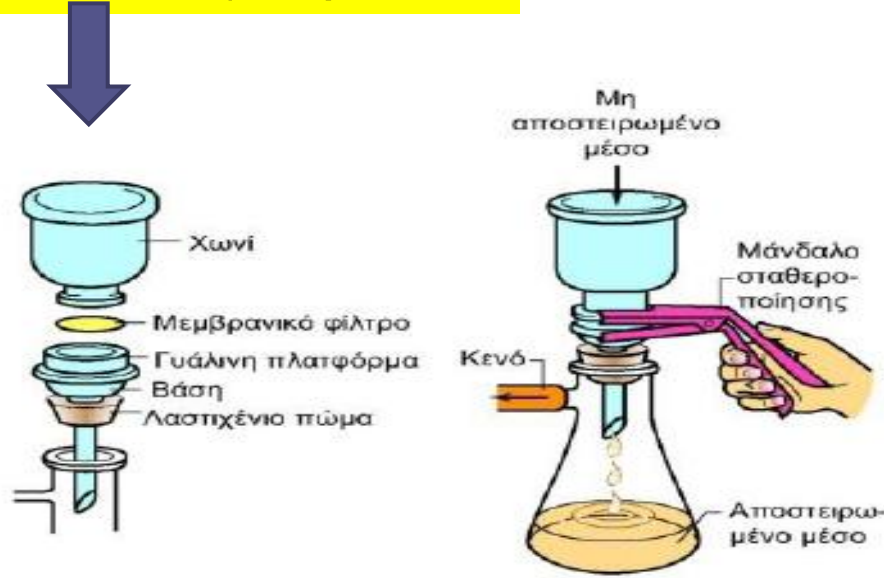 Χωνί
Μεμβρανικό φίλτρο
Γυάλινη πλατφόρμα
Βάση
Λαστιχένιο πώμα
Μη
αποστειρωμένο
μέσο
Μάνδαλο
σταθερο-
ποίησης
Κενό
Αποστειρω-
μένο μέσο